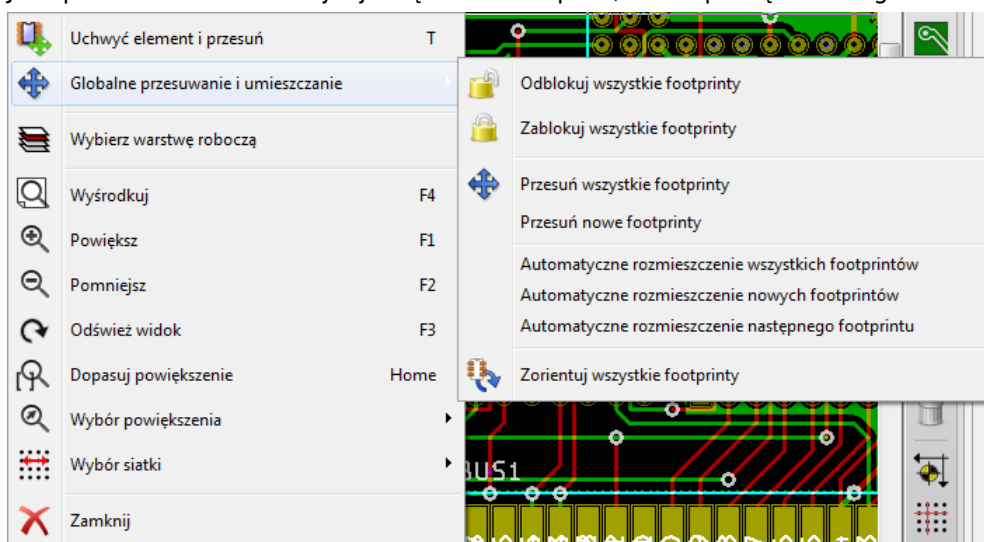 Uchwyć element i przesuń T
Globalne przesuwanie i umieszczanie
Wybierz warstwę roboczą
Wyśrodkuj F4
Powiększ F1
Pomniejsz F2
Odśwież widok F3
Dopasuj powiększenie Home
Wybór powiększenia
Wybór siatki
Zamknij
Odblokuj wszystkie footprinty
Zablokuj wszystkie footprinty
Przesuń wszystkie footprinty
Przesuń nowe footprinty
Automatyczne rozmieszczenie wszystkich footprintów
Automatyczne rozmieszczenie nowych footprintów
Automatyczne rozmieszczenie następnego footprintu
Zorientuj wszystkie footprinty
BUS1